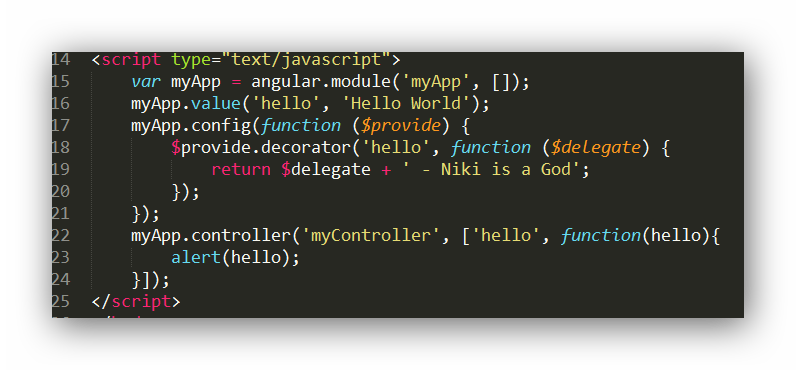 14 <script type="text/javascript">
15 var myApp = angular.module('myApp', []);
16 myApp.value('hello', 'Hello World');
17 myApp.config(function ($provide) {
18 $provide.decorator('hello', function ($delegate) {
19 return $delegate + ' - Niki is a God';
20 });
21 });
22 myApp.controller('myController', ['hello', function(hello){
23 alert(hello);
24 }]);
25 </script>